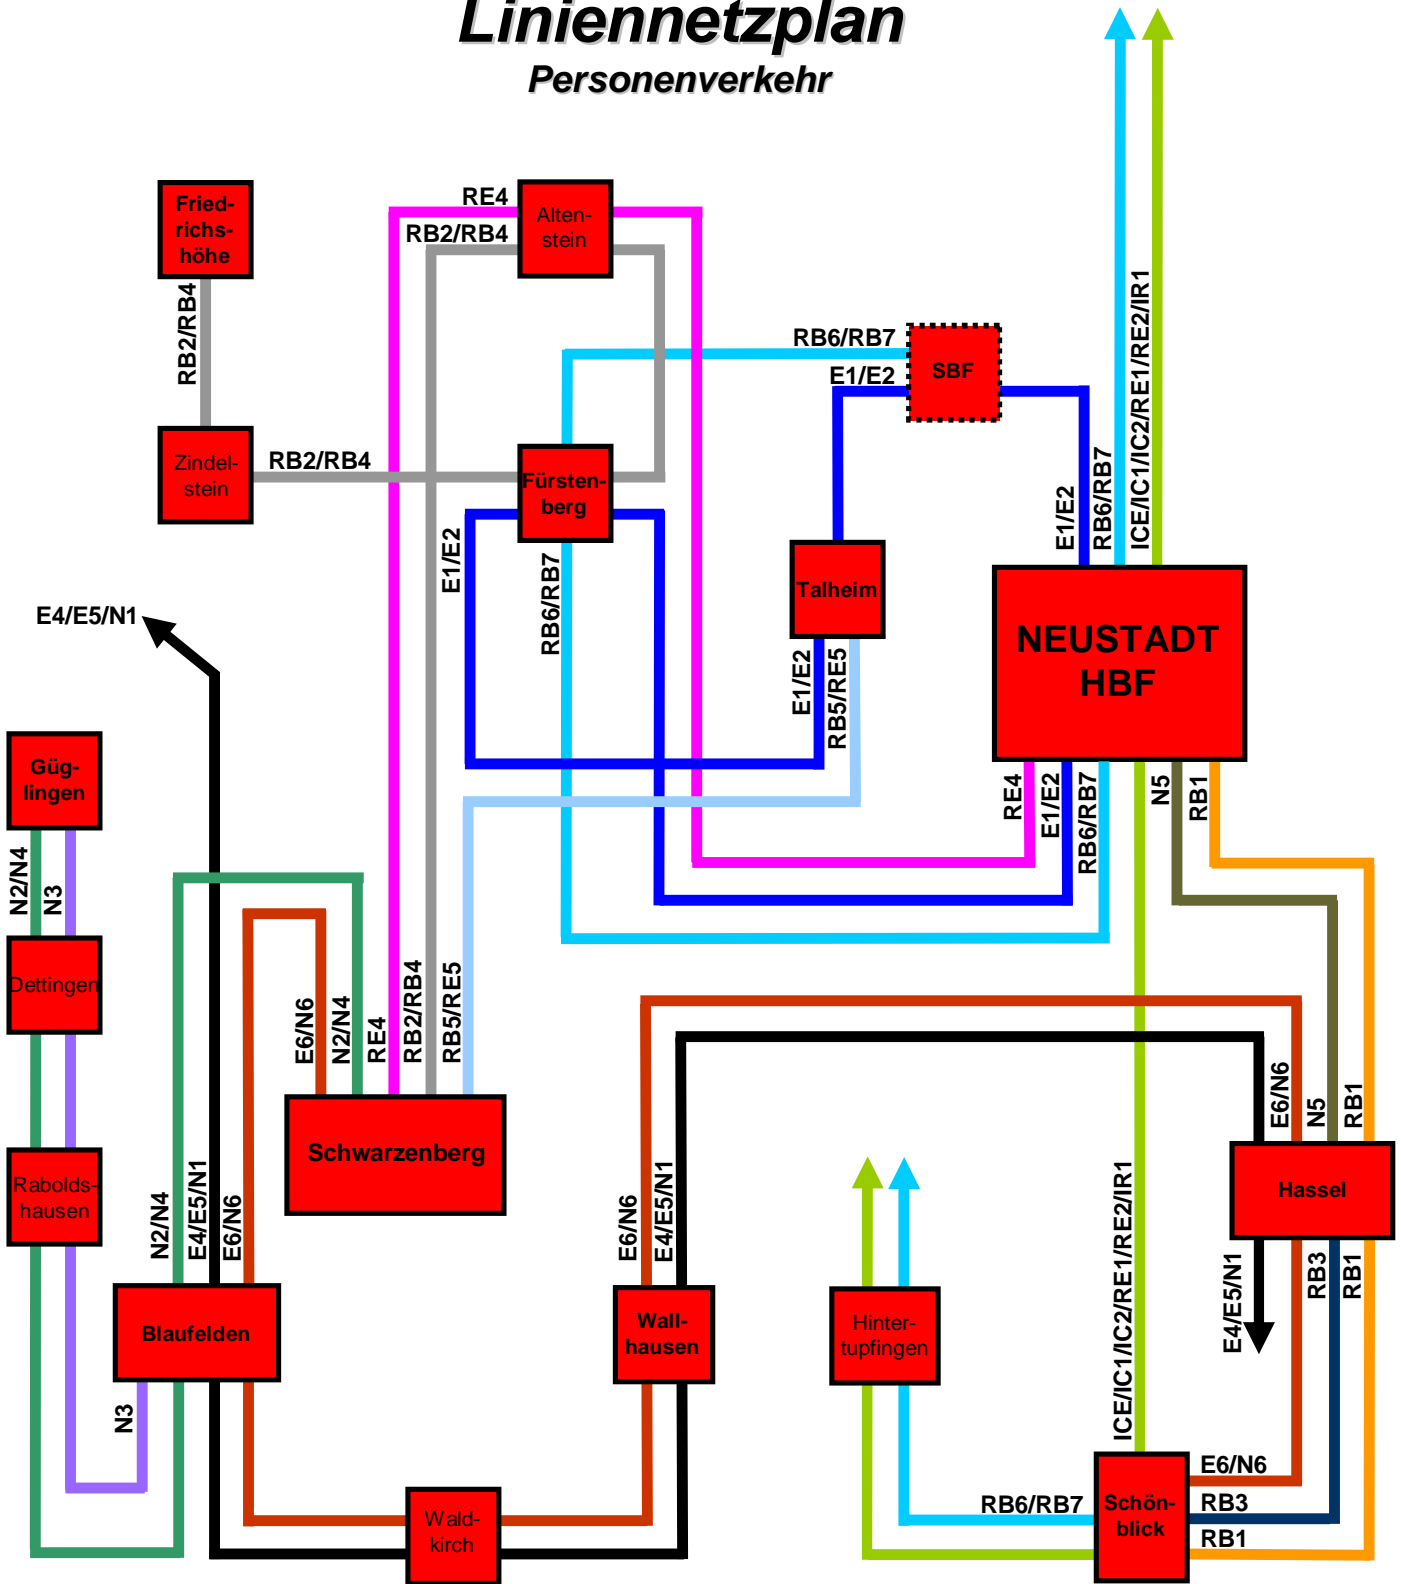 Liniennetzplan
Personenverkehr
Fried-
richs-
höhe
RE4
RB2/RB4
Alten-
stein
RB2/RB4
RB6/RB7
E1/E2
SBF
ICE/IC1/IC2/RE1/RE2/IR1
RB6/RB7
E1/E2
Zindel-
stein
RB2/RB4
Fürsten-
berg
E1/E2
RB6/RB7
Talheim
E1/E2
RB5/RE5
NEUSTADT
HBF
E4/E5/N1
Güg-
lingen
RE4
E1/E2
RB6/RB7
N5
RB1
N2/N4
N3
Dettingen
E6/N6
N2/N4
RE4
RB2/RB4
RB5/RE5
E6/N6
N5
RB1
Schwarzenberg
Rabolds-
hausen
N2/N4
E4/E5/N1
E6/N6
E6/N6
E4/E5/N1
ICE/IC1/IC2/RE1/RE2/IR1
Hassel
E4/E5/N1
RB3
RB1
Blaufelden
Wall-
hausen
Hinter-
tupfingen
N3
E6/N6
RB6/RB7
RB3
RB1
Schön-
blick
Wald-
kirch